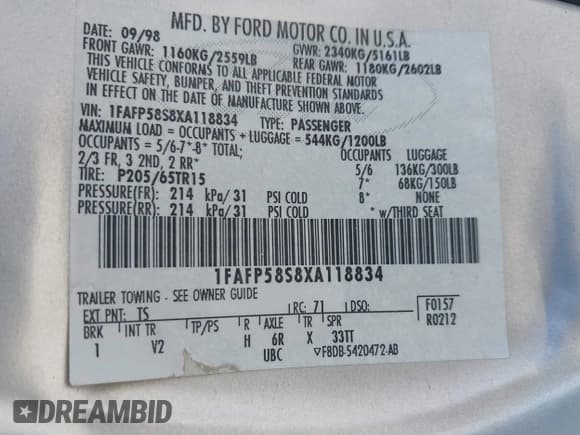 MFD. BY FORD MOTOR CO. IN U.S.A.
DATE: 09/98
GVWR: 2340KG/5161LB
FRONT GAWR: 1160KG/2559LB
REAR GAWR: 1180KG/2602LB
THIS VEHICLE CONFORMS TO ALL APPLICABLE FEDERAL MOTOR
VEHICLE SAFETY, BUMPER, AND THEFT PREVENTION STANDARDS
IN EFFECT ON THE DATE OF MANUFACTURE SHOWN ABOVE.
VIN: 1FAFP58S8XA118834 TYPE: PASSENGER
MAXIMUM LOAD = OCCUPANTS + LUGGAGE = 544KG/1200LB
OCCUPANTS = 5/6-7*-8* TOTAL; OCCUPANTS LUGGAGE
2/3 FR, 3 2ND, 2 RR* 5/6 136KG/300LB
TIRE: P205/65TR15 7* 68KG/150LB
PRESSURE(FR) 214 kPa/31 PSI COLD 8* NONE
PRESSURE(RR) 214 kPa/31 PSI COLD * w/THIRD SEAT
1FAFP58S8XA118834
TRAILER TOWING - SEE OWNER GUIDE
EXT PNT: TS RC: 71 DSO: F0157
BRK INT TR TP/PS R AXLE TR SPR R0212
1 V2 H 6R X 33TT
UBC ▽F8DB-5420472-AB
DREAMBID